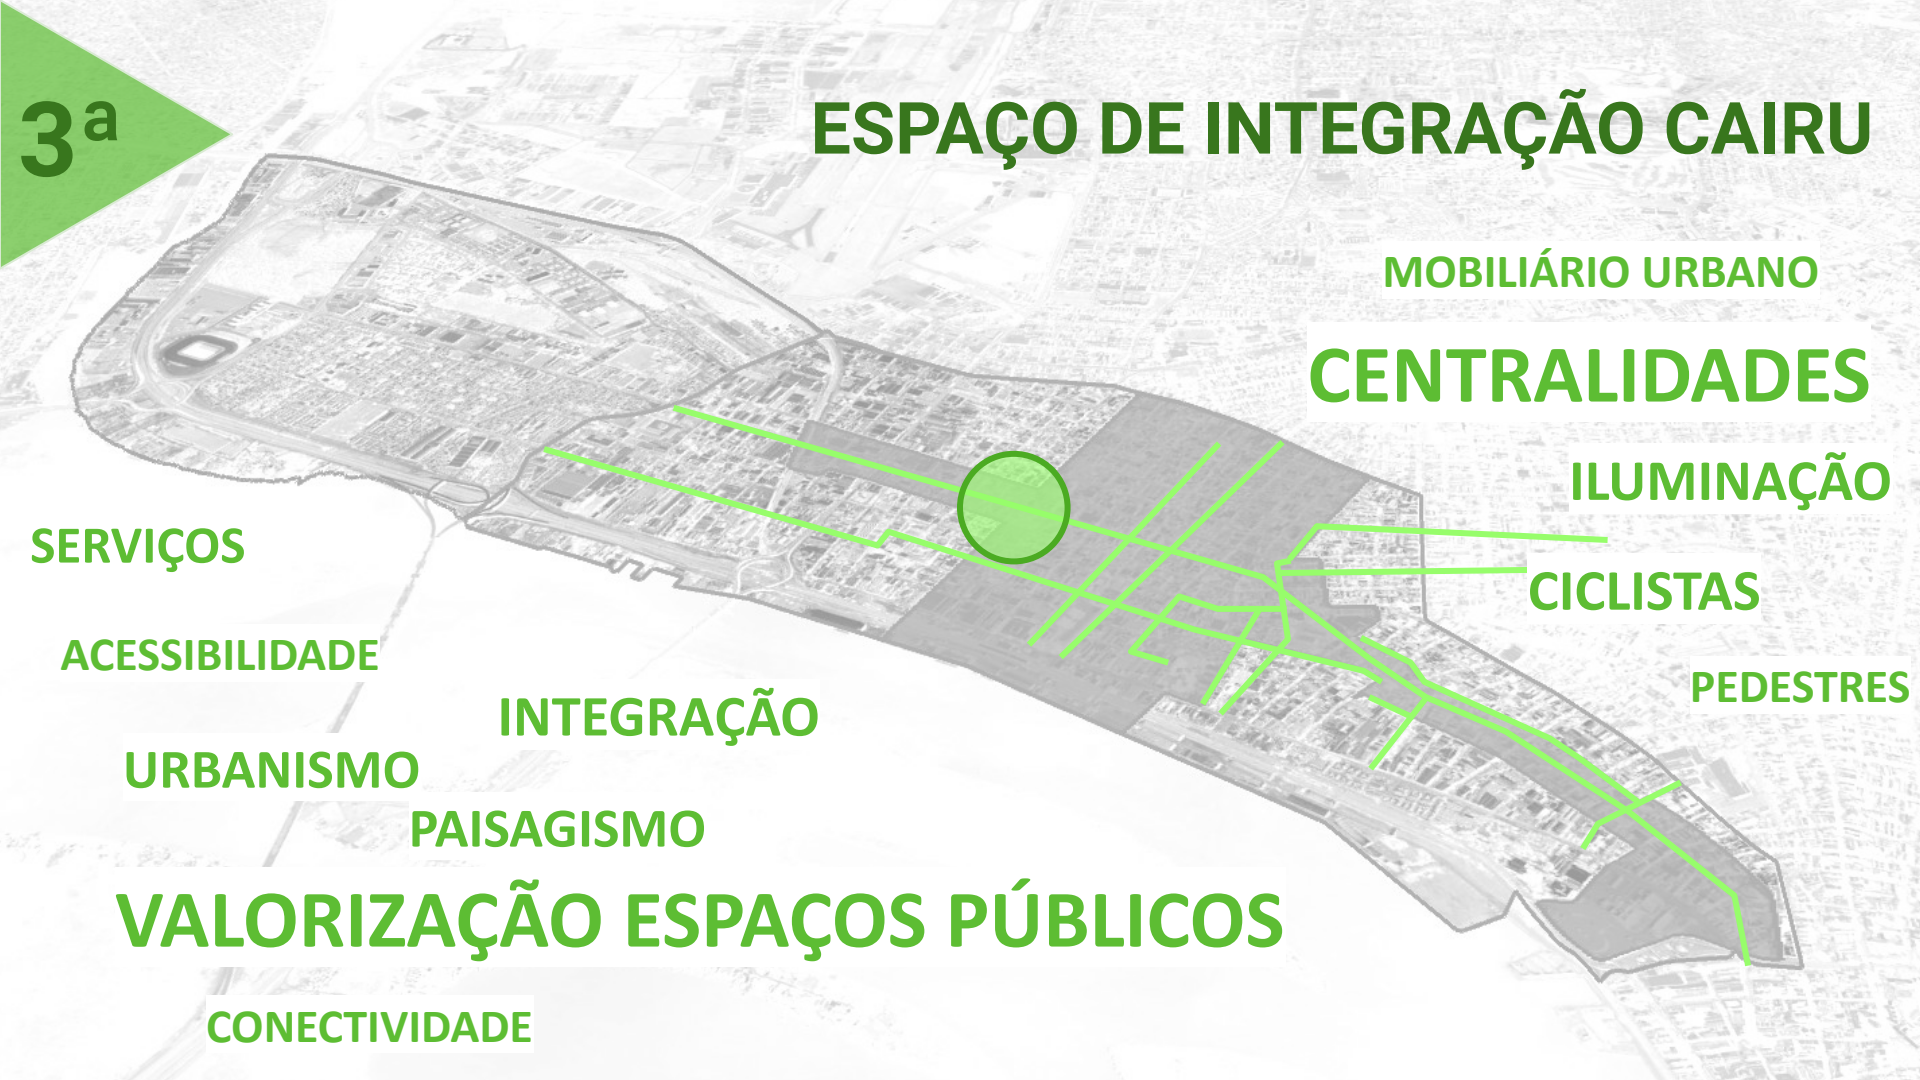 3ª
ESPAÇO DE INTEGRAÇÃO CAIRU
MOBILIÁRIO URBANO
CENTRALIDADES
ILUMINAÇÃO
SERVIÇOS
CICLISTAS
ACESSIBILIDADE
PEDESTRES
INTEGRAÇÃO
URBANISMO
PAISAGISMO
VALORIZAÇÃO ESPAÇOS PÚBLICOS
CONECTIVIDADE